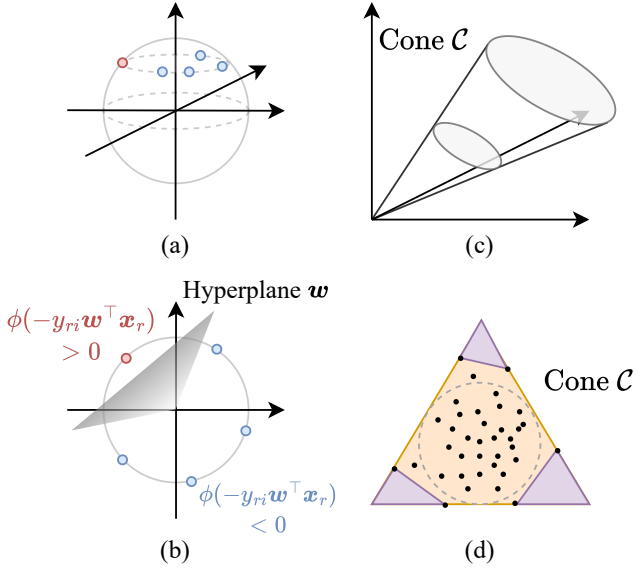 Cone 𝒞
(a)
(c)
Hyperplane 𝒘
ϕ(−y_{ri}𝒘^⊤𝒙_r)
> 0
ϕ(−y_{ri}𝒘^⊤𝒙_r)
< 0
(b)
Cone 𝒞
(d)